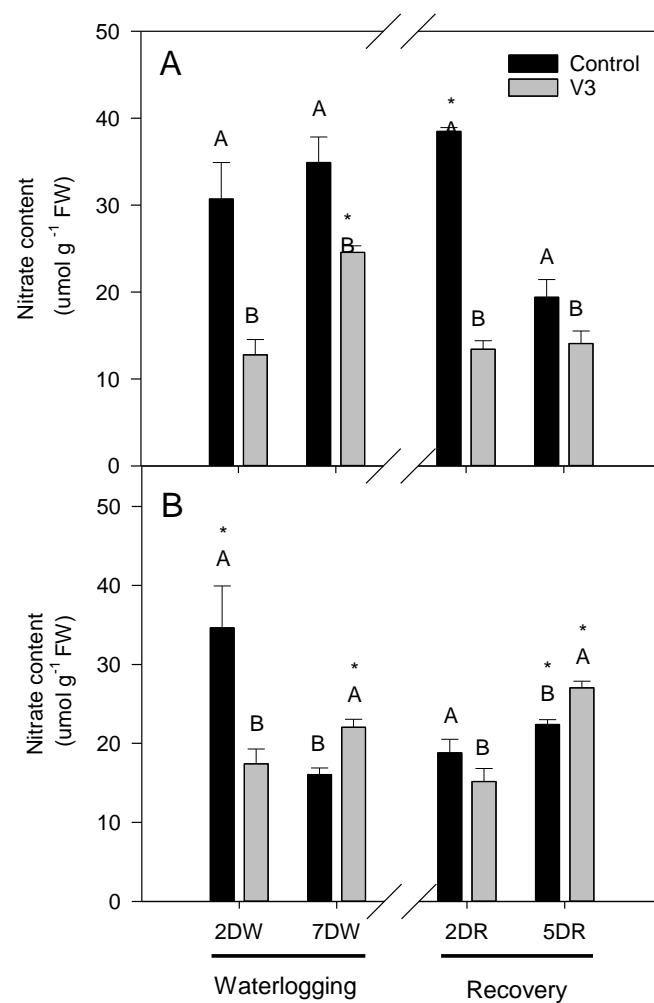 50
A
Control
V3
40
30
20
10
0
Nitrate content
(umol g -1 FW)
A
B
A
*
B
*
A
B
A
B
B
50
40
30
20
10
0
Nitrate content
(umol g -1 FW)
*
A
B
B
*
A
A
B
*
B
*
A
2DW 7DW 2DR 5DR
Waterlogging Recovery